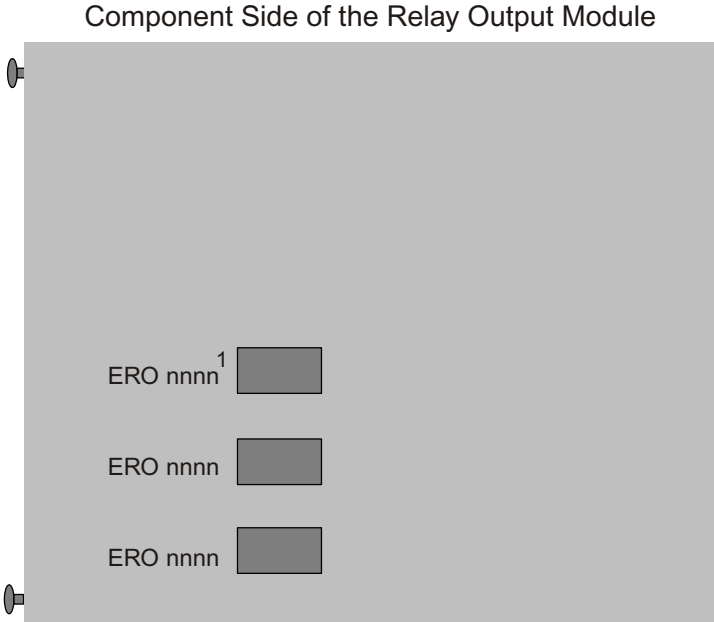 Component Side of the Relay Output Module
ERO nnnn¹
ERO nnnn
ERO nnnn